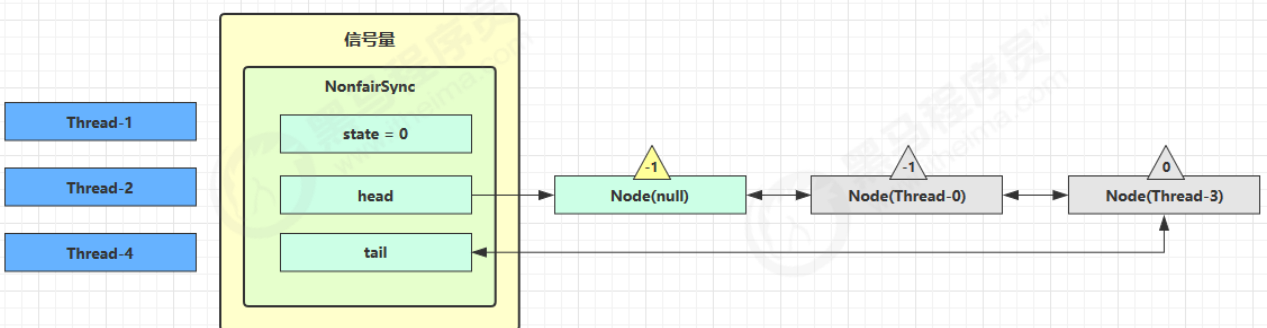 信号量
NonfairSync
Thread-1
state = 0
Thread-2
head
-1
Node(null)
-1
Node(Thread-0)
0
Node(Thread-3)
Thread-4
tail
黑马程序员
www.itheima.com
黑马程序员
www.itheima.com